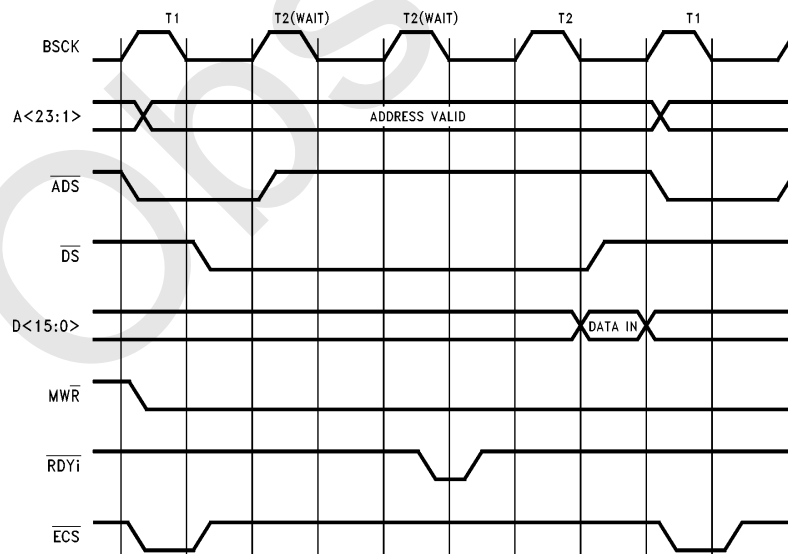 T1 T2(WAIT) T2(WAIT) T2 T1
BSCK
A<23:1> ADDRESS VALID
ADS
DS
D<15:0> DATA IN
MWR
RDYi
ECS
Obs